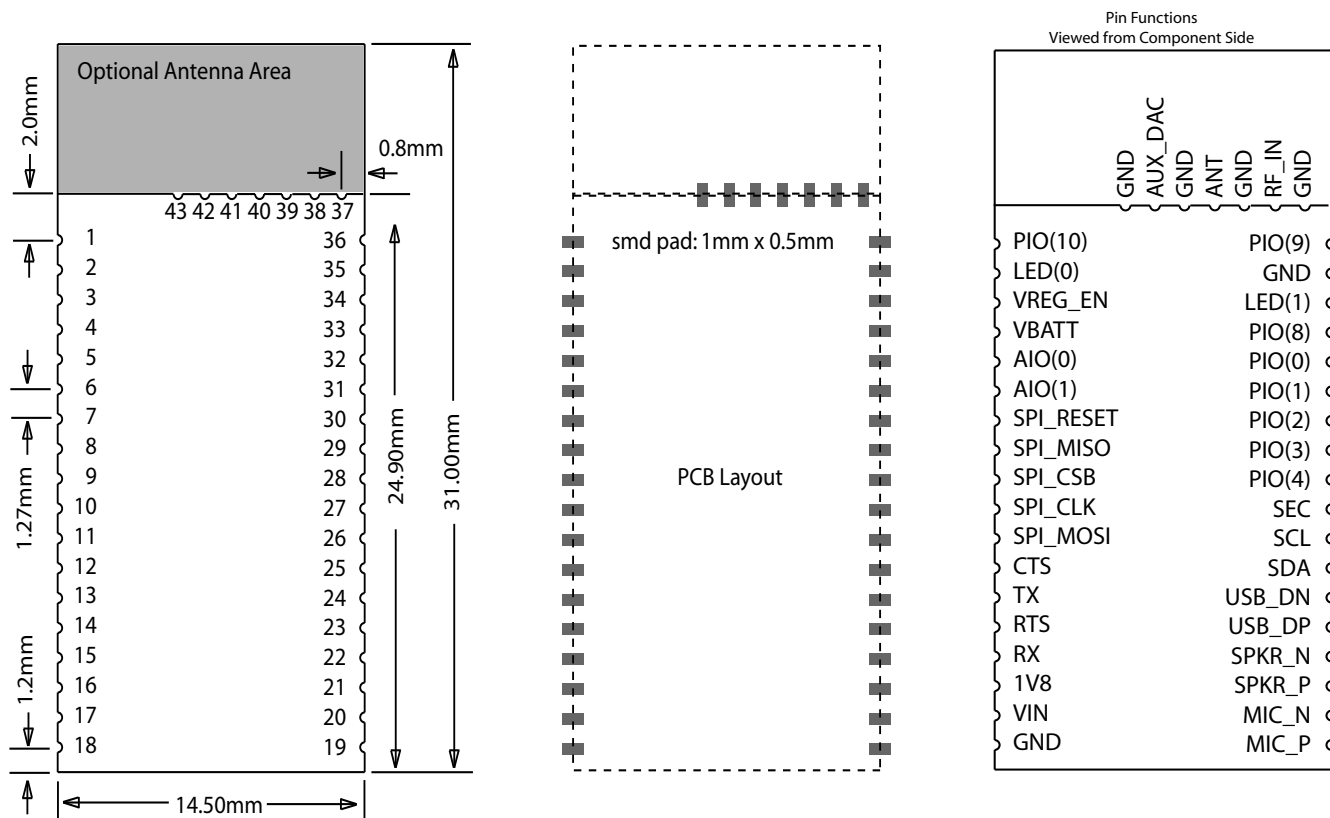 Optional Antenna Area
2.0mm
0.8mm
43 42 41 40 39 38 37
1
2
3
4
5
6
7
8
9
10
11
12
13
14
15
16
17
18
36
35
34
33
32
31
30
29
28
27
26
25
24
23
22
21
20
19
1.27mm
1.2mm
24.90mm
31.00mm
14.50mm
smd pad: 1mm x 0.5mm
PCB Layout
Pin Functions
Viewed from Component Side
GND
AUX_DAC
GND
ANT
GND
RF_IN
GND
PIO(10)
LED(0)
VREG_EN
VBATT
AIO(0)
AIO(1)
SPI_RESET
SPI_MISO
SPI_CSB
SPI_CLK
SPI_MOSI
CTS
TX
RTS
RX
1V8
VIN
GND
PIO(9)
GND
LED(1)
PIO(8)
PIO(0)
PIO(1)
PIO(2)
PIO(3)
PIO(4)
SEC
SCL
SDA
USB_DN
USB_DP
SPKR_N
SPKR_P
MIC_N
MIC_P